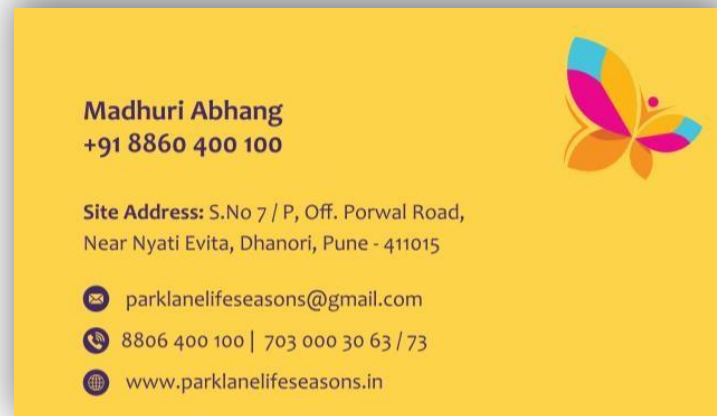 Madhuri Abhang
+91 8860 400 100
Site Address: S.No 7 / P, Off. Porwal Road,
Near Nyati Evita, Dhanori, Pune - 411015
parklanelifeseasons@gmail.com
8806 400 100 | 703 000 30 63 / 73
www.parklanelifeseasons.in